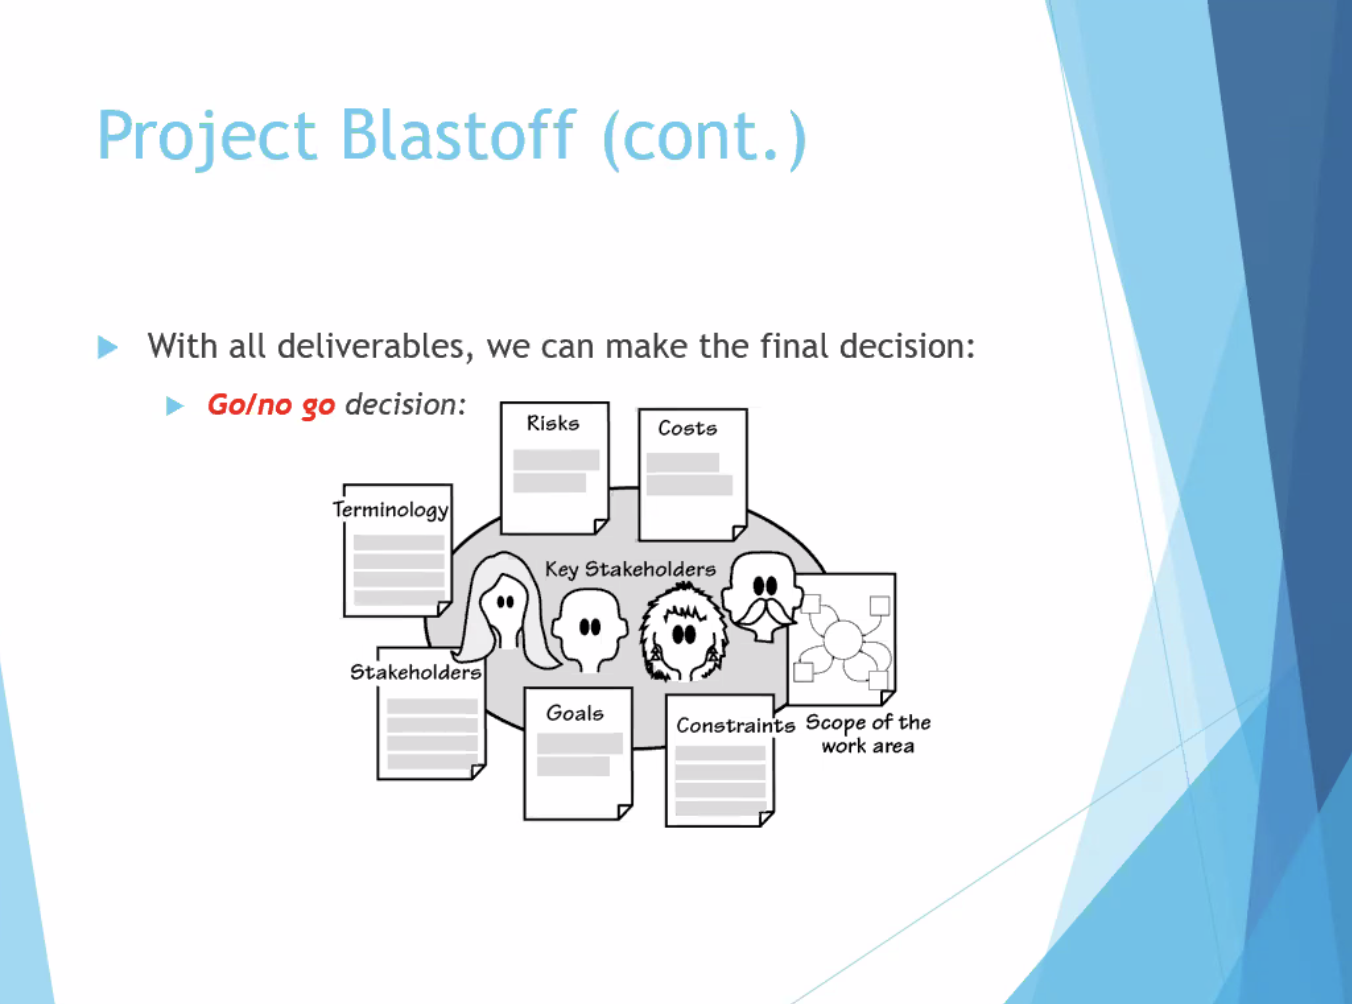 Project Blastoff (cont.)
With all deliverables, we can make the final decision:
Go/no go decision:
Risks
Costs
Terminology
Key Stakeholders
Stakeholders
Goals
Constraints
Scope of the
work area